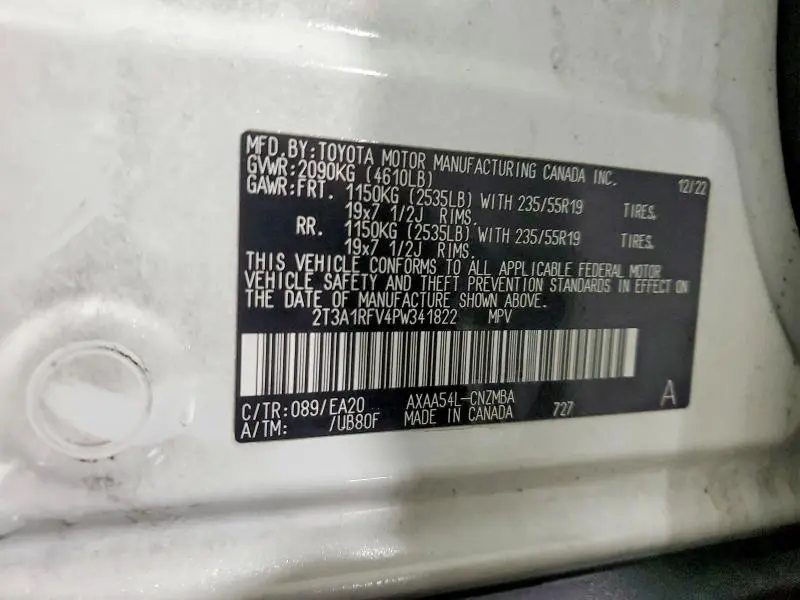 MFD. BY: TOYOTA MOTOR MANUFACTURING CANADA INC. 12/22
GVWR: 2090KG (4610LB)
GAWR: FRT. 1150KG (2535LB) WITH 235/55R19 TIRES,
19x7 1/2J RIMS.
RR. 1150KG (2535LB) WITH 235/55R19 TIRES,
19x7 1/2J RIMS.
THIS VEHICLE CONFORMS TO ALL APPLICABLE FEDERAL MOTOR
VEHICLE SAFETY AND THEFT PREVENTION STANDARDS IN EFFECT ON
THE DATE OF MANUFACTURE SHOWN ABOVE.
2T3A1RFV4PW341822 MPV
C/TR: 089/EA20 AXAA54L-CNZMBA A
A/TM: /UB80F MADE IN CANADA 727